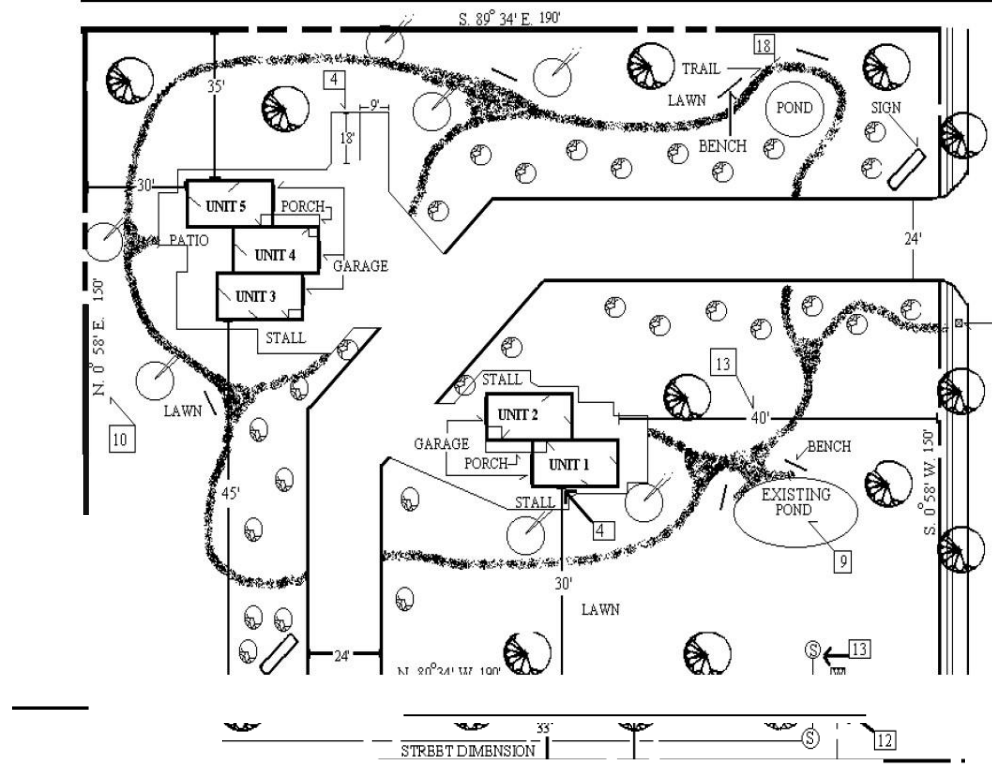 S. 89° 34' E. 190'
18
35'
4
TRAIL
9'
LAWN
POND
SIGN
18'
BENCH
30'
UNIT 5
PORCH
PATIO
24'
UNIT 4
GARAGE
UNIT 3
N. 0° 58' E. 150'
STALL
13
STALL
LAWN
UNIT 2
40'
10
GARAGE
BENCH
PORCH
UNIT 1
S. 0° 58' W. 150'
45'
STALL
EXISTING
POND
4
9
30'
LAWN
S
13
24'
N. 89° 34' W. 190'
33'
S
12
STREET DIMENSION